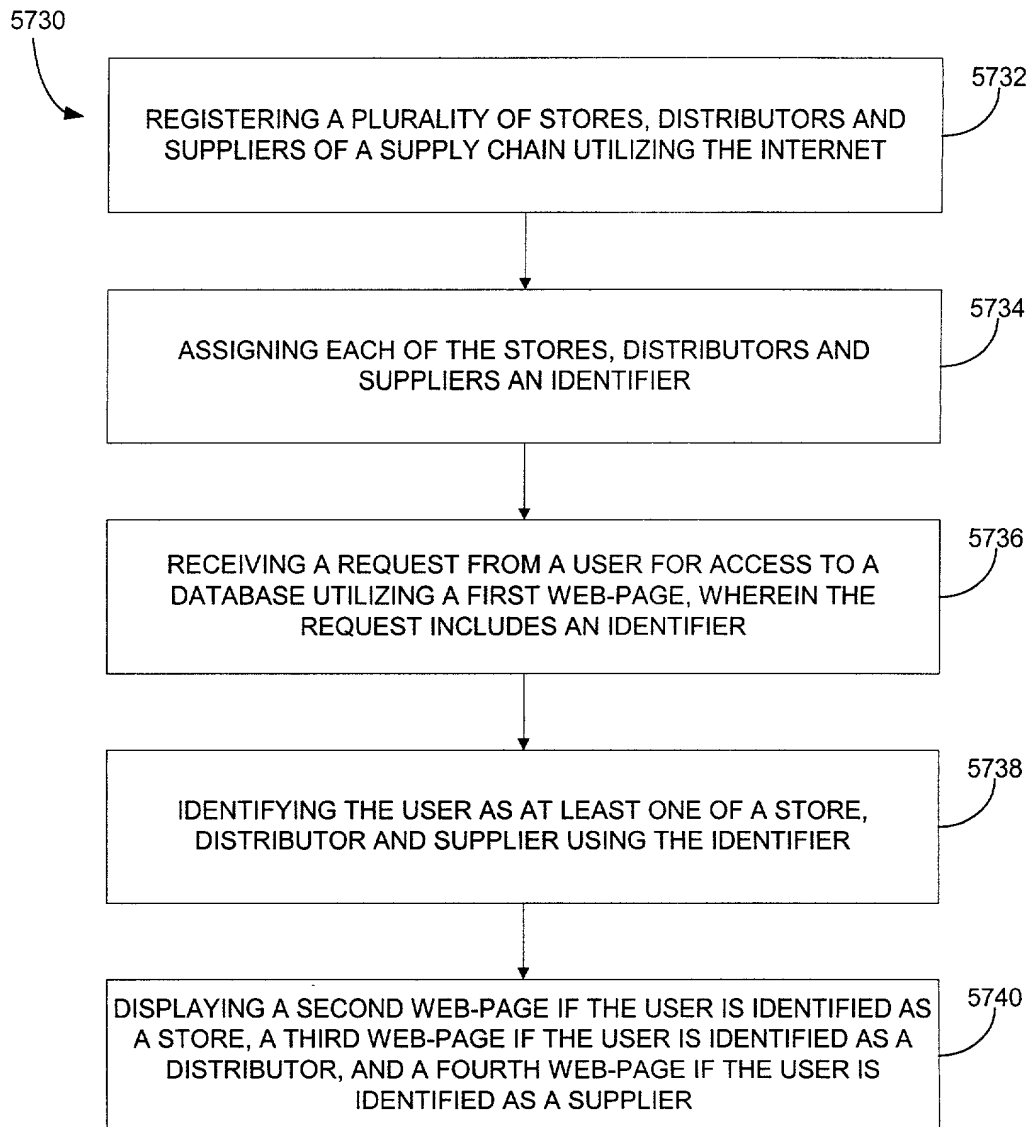 5730
5732
REGISTERING A PLURALITY OF STORES, DISTRIBUTORS AND
SUPPLIERS OF A SUPPLY CHAIN UTILIZING THE INTERNET
5734
ASSIGNING EACH OF THE STORES, DISTRIBUTORS AND
SUPPLIERS AN IDENTIFIER
5736
RECEIVING A REQUEST FROM A USER FOR ACCESS TO A
DATABASE UTILIZING A FIRST WEB-PAGE, WHEREIN THE
REQUEST INCLUDES AN IDENTIFIER
5738
IDENTIFYING THE USER AS AT LEAST ONE OF A STORE,
DISTRIBUTOR AND SUPPLIER USING THE IDENTIFIER
5740
DISPLAYING A SECOND WEB-PAGE IF THE USER IS IDENTIFIED AS
A STORE, A THIRD WEB-PAGE IF THE USER IS IDENTIFIED AS A
DISTRIBUTOR, AND A FOURTH WEB-PAGE IF THE USER IS
IDENTIFIED AS A SUPPLIER